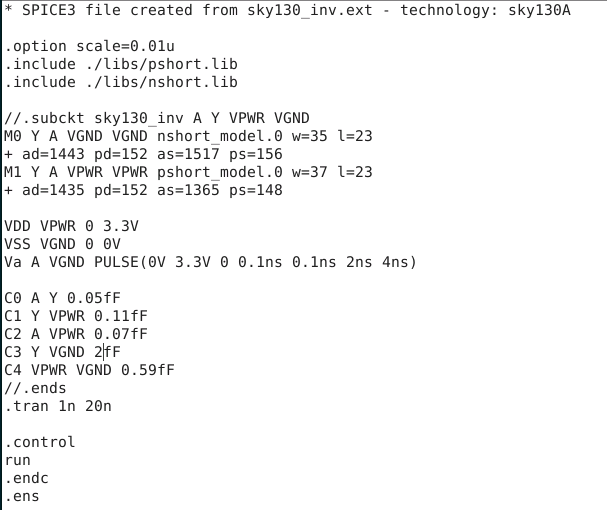 * SPICE3 file created from sky130_inv.ext - technology: sky130A
.option scale=0.01u
.include ./libs/pshort.lib
.include ./libs/nshort.lib
//.subckt sky130_inv A Y VPWR VGND
M0 Y A VGND VGND nshort_model.0 w=35 l=23
+ ad=1443 pd=152 as=1517 ps=156
M1 Y A VPWR VPWR pshort_model.0 w=37 l=23
+ ad=1435 pd=152 as=1365 ps=148
VDD VPWR 0 3.3V
VSS VGND 0 0V
Va A VGND PULSE(0V 3.3V 0 0.1ns 0.1ns 2ns 4ns)
C0 A Y 0.05fF
C1 Y VPWR 0.11fF
C2 A VPWR 0.07fF
C3 Y VGND 2fF
C4 VPWR VGND 0.59fF
//.ends
.tran 1n 20n
.control
run
.endc
.ens